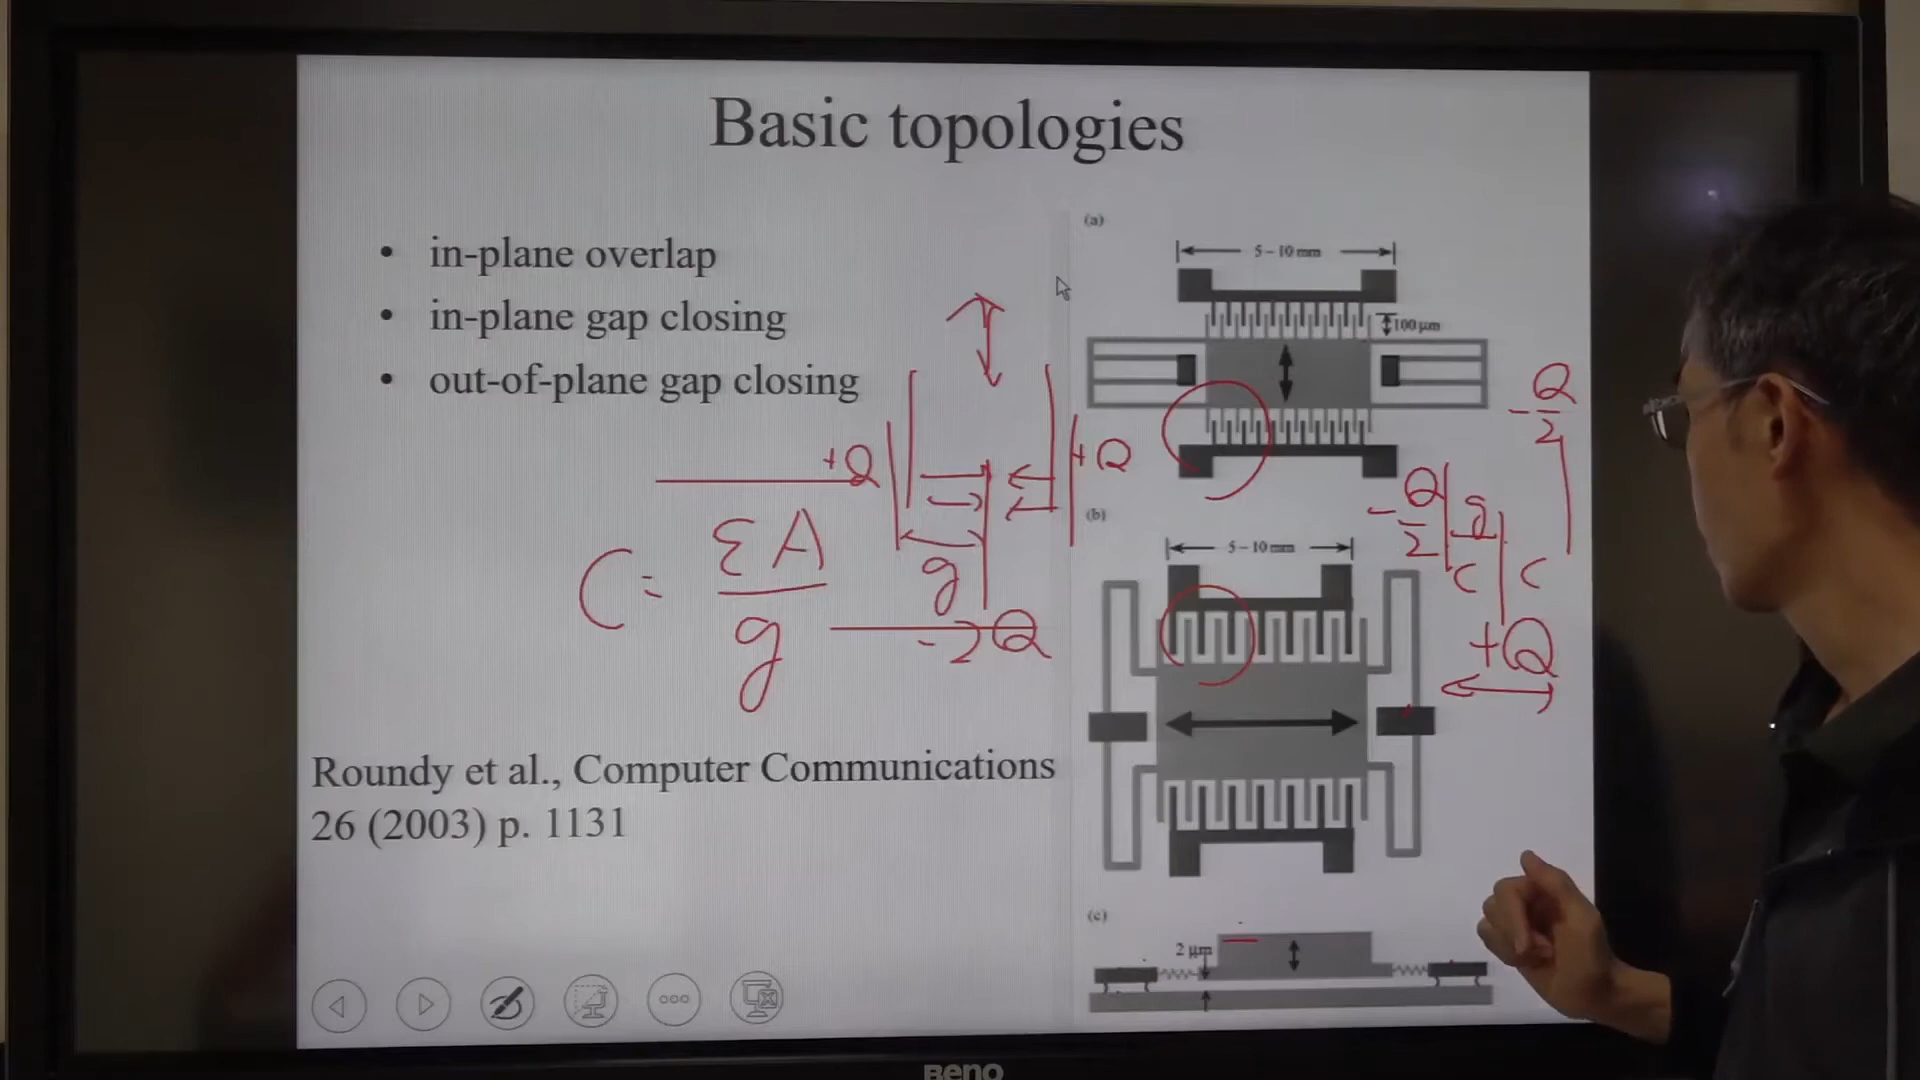 Basic topologies
• in-plane overlap
• in-plane gap closing
• out-of-plane gap closing
+Q
+Q
C = εA
g
g
-2Q
Roundy et al., Computer Communications
26 (2003) p. 1131
(a)
5 – 10 mm
100 μm
-Q
2
-Q
2
g
C
C
+Q
(b)
5 – 10 mm
(c)
2 μm
BenQ